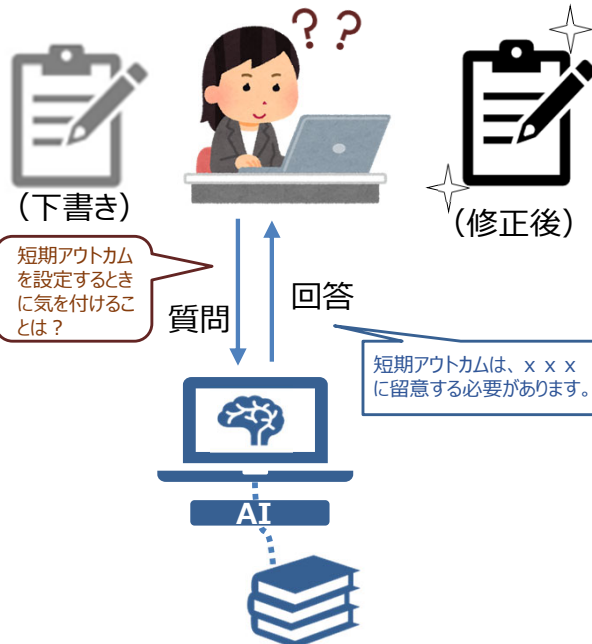 ？？
（下書き）
（修正後）
短期アウトカム
を設定するとき
に気を付けるこ
とは？
質問
回答
短期アウトカムは、ｘｘｘ
に留意する必要があります。
AI